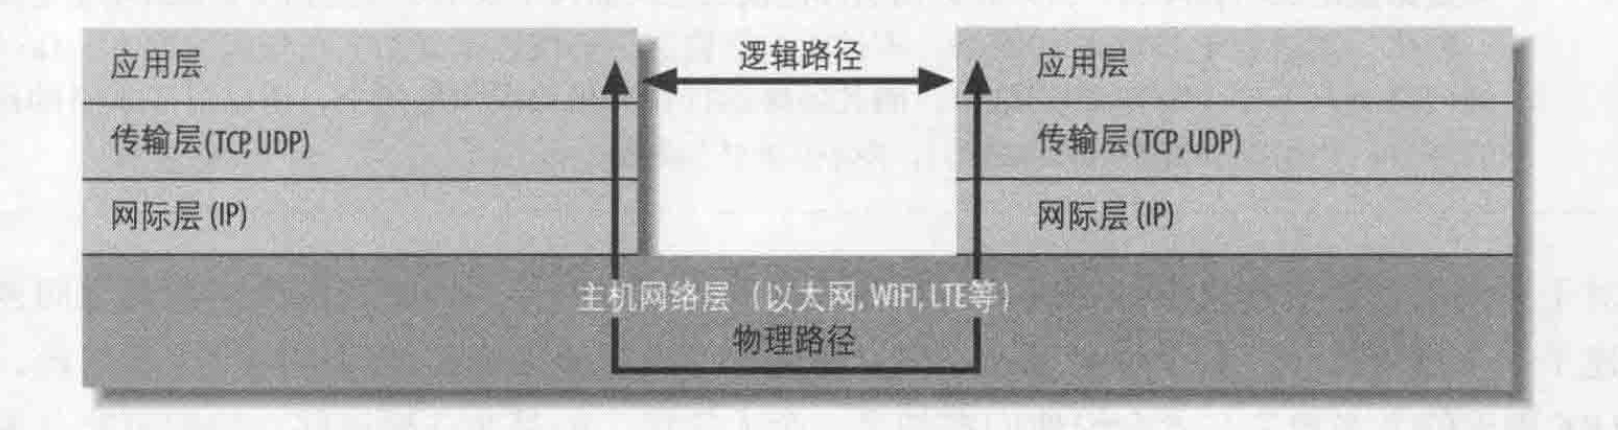 应用层
逻辑路径
应用层
传输层(TCP, UDP)
传输层(TCP,UDP)
网际层 (IP)
网际层 (IP)
主机网络层（以太网, WiFi, LTE等）
物理路径